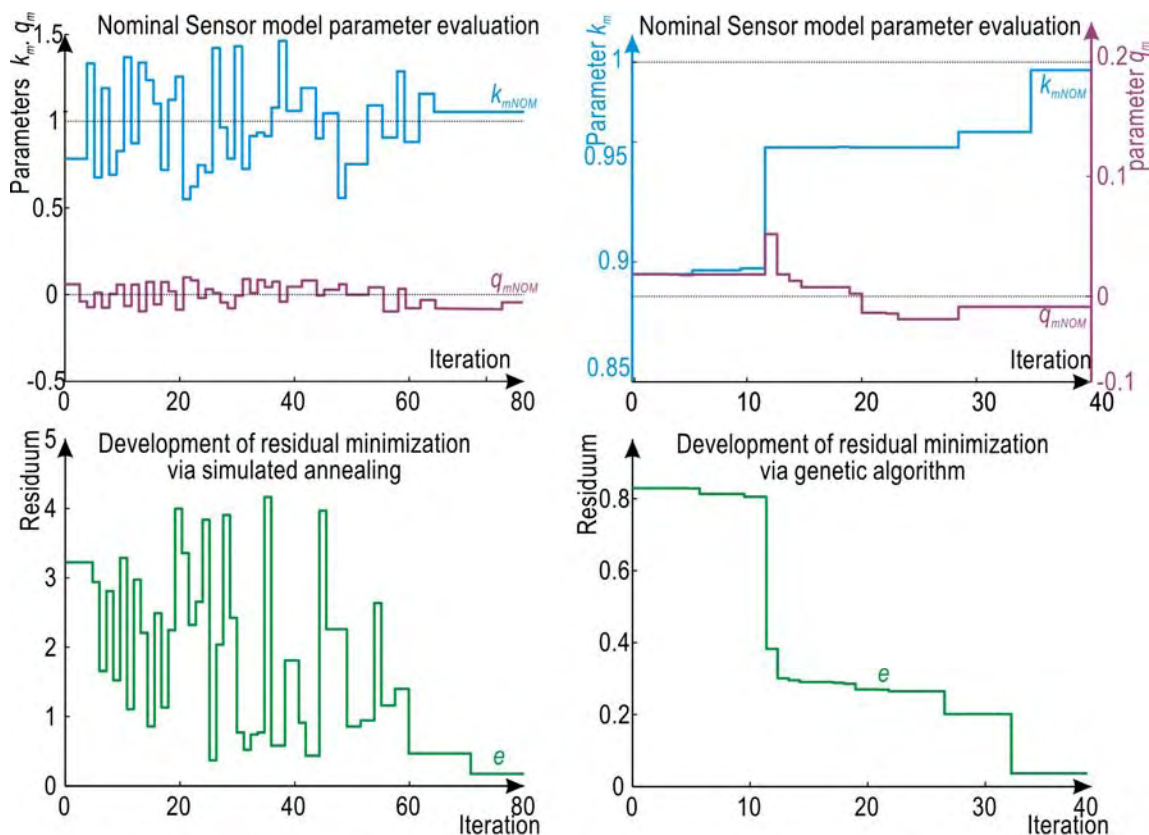 Nominal Sensor model parameter evaluation
Parameters k_m, q_m
1.5
1
0.5
0
-0.5
k_mNOM
q_mNOM
Iteration
0 20 40 60 80
Nominal Sensor model parameter evaluation
Parameter k_m
1
0.95
0.9
0.85
parameter q_m
0.2
0.1
0
-0.1
k_mNOM
q_mNOM
Iteration
0 10 20 30 40
Development of residual minimization
via simulated annealing
Residuum
5
4
3
2
1
0
e
0 20 40 60 80
Iteration
Development of residual minimization
via genetic algorithm
Residuum
0.8
0.6
0.4
0.2
0
e
0 10 20 30 40
Iteration